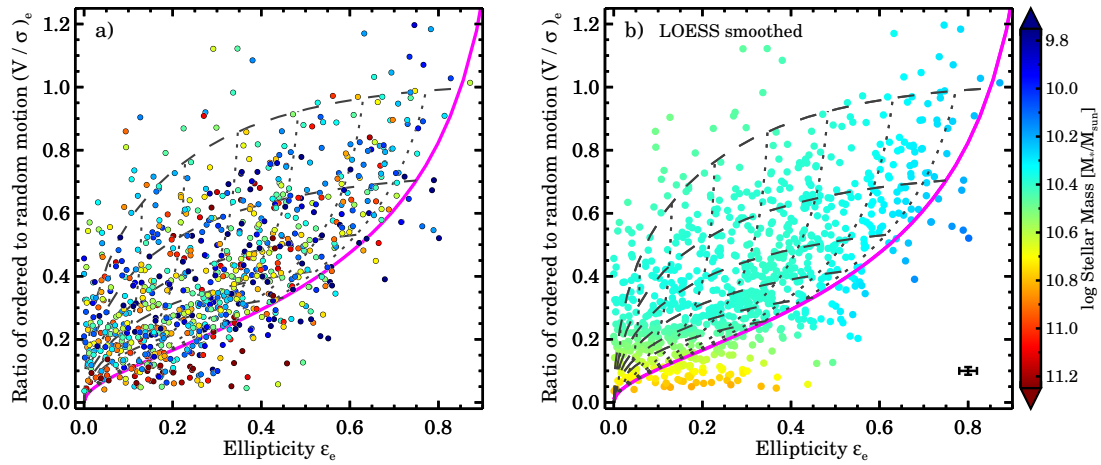 a)
Ratio of ordered to random motion (V / σ)e
1.2
1.0
0.8
0.6
0.4
0.2
0.0
0.0 0.2 0.4 0.6 0.8
Ellipticity εe
b) LOESS smoothed
Ratio of ordered to random motion (V / σ)e
1.2
1.0
0.8
0.6
0.4
0.2
0.0
0.0 0.2 0.4 0.6 0.8
Ellipticity εe
9.8
10.0
10.2
10.4
10.6
10.8
11.0
11.2
log Stellar Mass [M*/Msun]